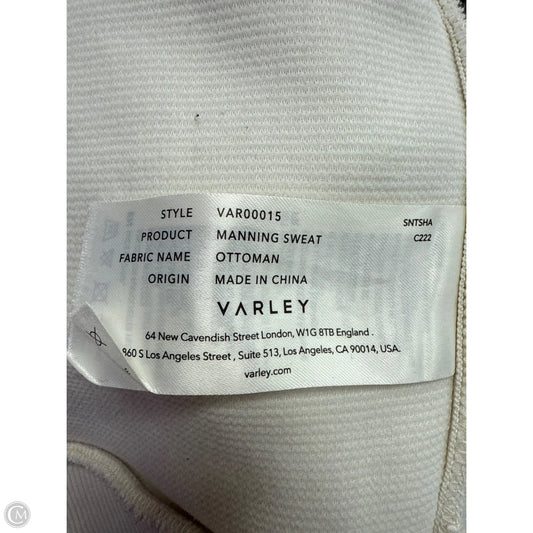 STYLE VAR00015
PRODUCT MANNING SWEAT
FABRIC NAME OTTOMAN
ORIGIN MADE IN CHINA
SNTSHA
C222
VARLEY
64 New Cavendish Street London, W1G 8TB England .
860 S Los Angeles Street , Suite 513, Los Angeles, CA 90014, USA.
varley.com
CM